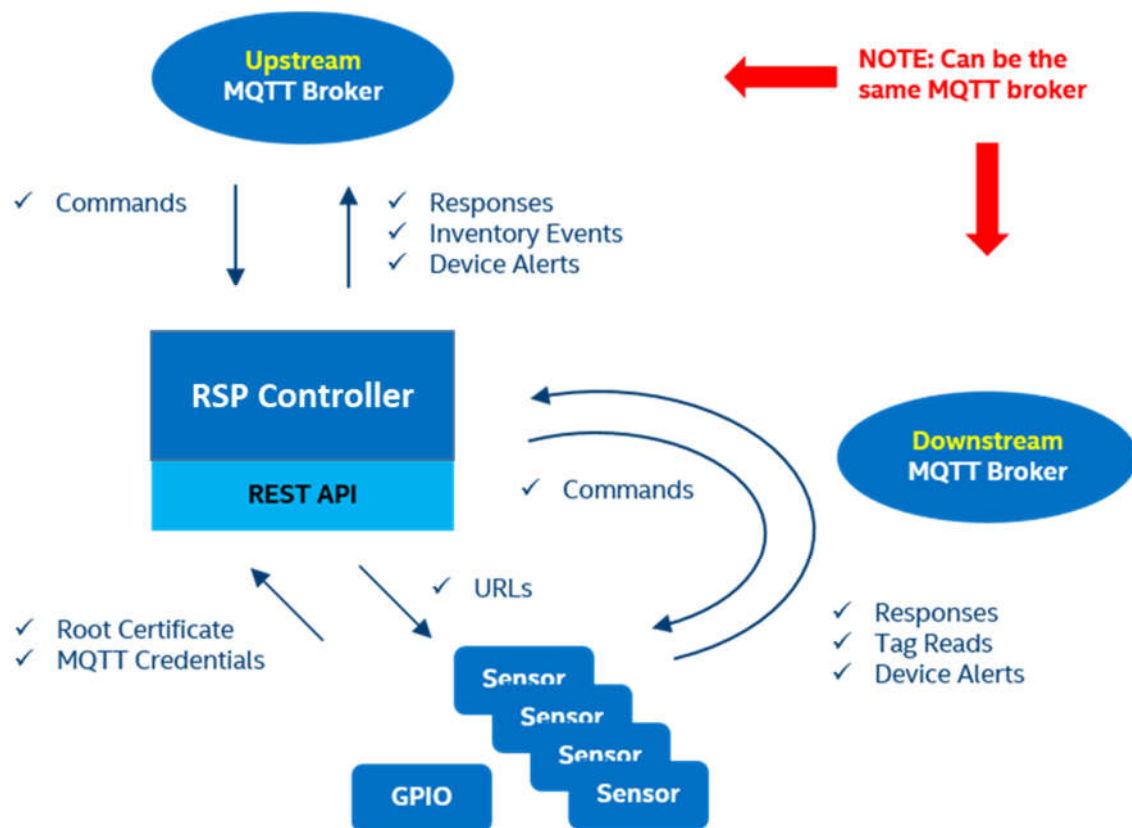 Upstream
MQTT Broker
NOTE: Can be the
same MQTT broker
✓ Commands
✓ Responses
✓ Inventory Events
✓ Device Alerts
RSP Controller
REST API
Downstream
MQTT Broker
✓ Commands
✓ URLs
✓ Root Certificate
✓ MQTT Credentials
✓ Responses
✓ Tag Reads
✓ Device Alerts
Sensor
Sensor
Sensor
Sensor
GPIO